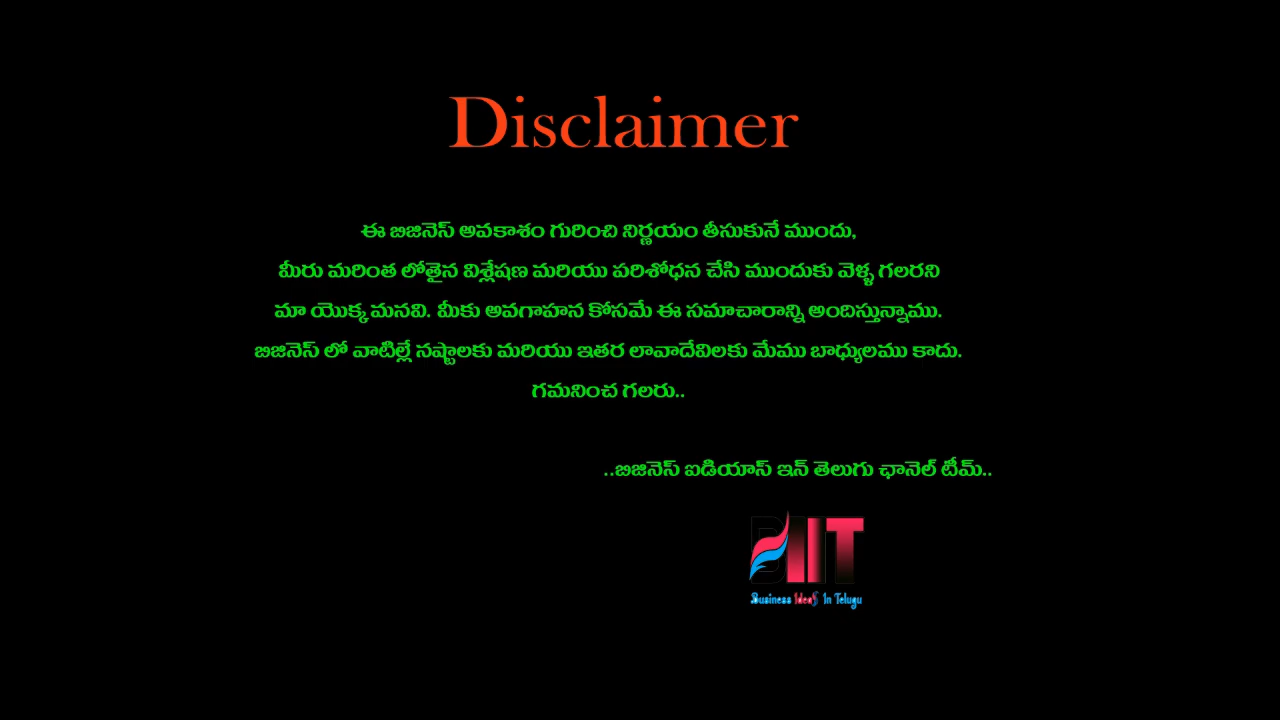 Disclaimer
ఈ బిజినెస్ అవకాశం గురించి నిర్ణయం తీసుకునే ముందు,
మీరు మరింత లోతైన విశ్లేషణ మరియు పరిశోధన చేసి ముందుకు వెళ్ళ గలరని
మా యొక్క మనవి. మీకు అవగాహన కోసమే ఈ సమాచారాన్ని అందిస్తున్నాము.
బిజినెస్ లో వాటిల్లే నష్టాలకు మరియు ఇతర లావాదేవిలకు మేము బాధ్యులము కాదు.
గమనించ గలరు..
..బిజినెస్ ఐడియాస్ ఇన్ తెలుగు ఛానెల్ టీమ్..
BIIT
Business Ideas In Telugu